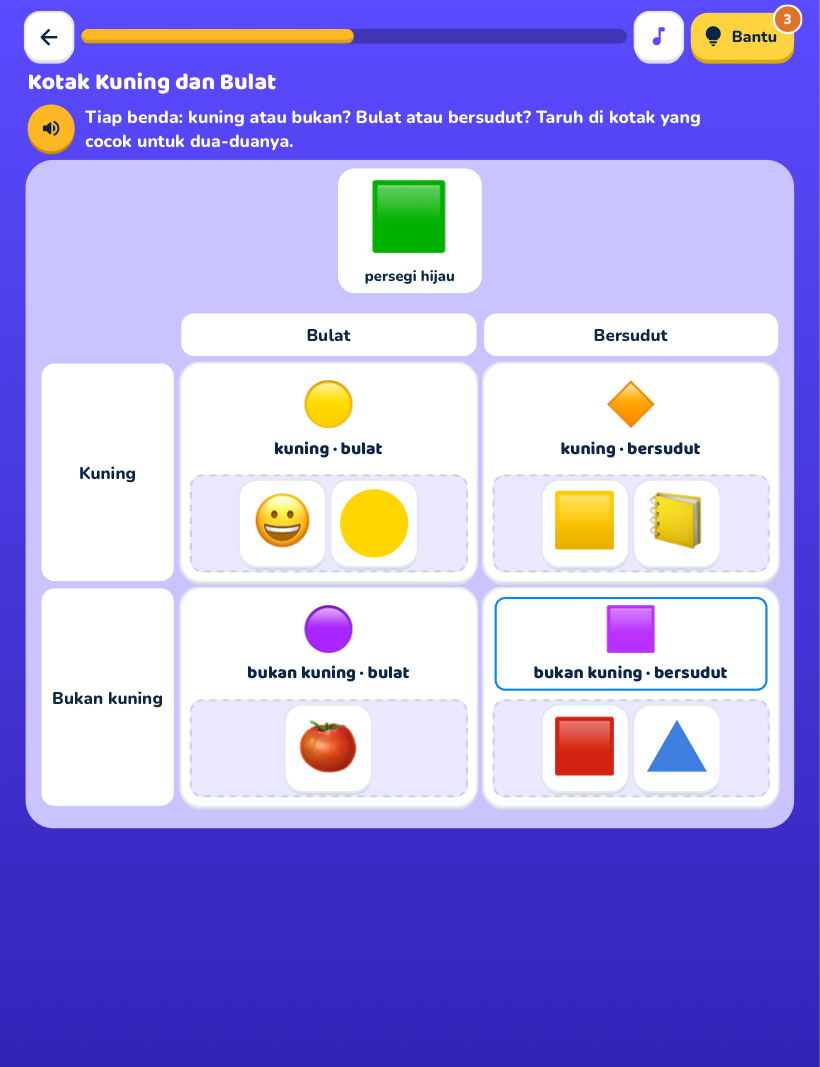 3
Bantu
Kotak Kuning dan Bulat
Tiap benda: kuning atau bukan? Bulat atau bersudut? Taruh di kotak yang
cocok untuk dua-duanya.
persegi hijau
Bulat
Bersudut
Kuning
kuning · bulat
kuning · bersudut
Bukan kuning
bukan kuning · bulat
bukan kuning · bersudut